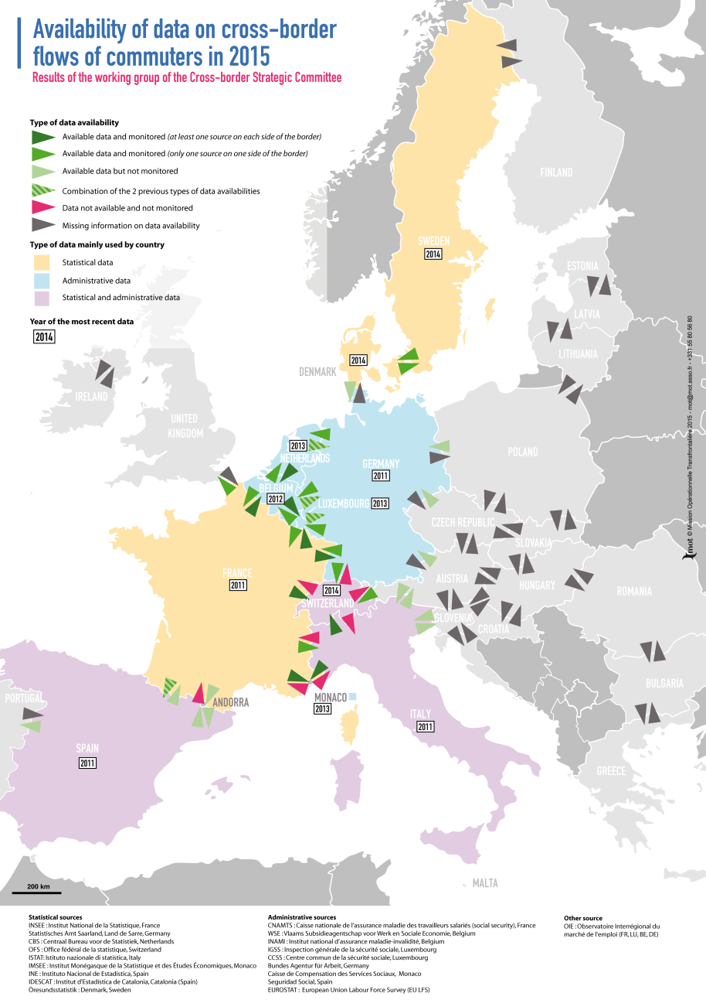 Availability of data on cross-border
flows of commuters in 2015
Results of the working group of the Cross-border Strategic Committee
Type of data availability
Available data and monitored (at least one source on each side of the border)
Available data and monitored (only one source on one side of the border)
Available data but not monitored
Combination of the 2 previous types of data availabilities
Data not available and not monitored
Missing information on data availability
Type of data mainly used by country
Statistical data
Administrative data
Statistical and administrative data
Year of the most recent data
2014
FINLAND
SWEDEN
2014
ESTONIA
LATVIA
LITHUANIA
DENMARK
2014
IRELAND
UNITED
KINGDOM
2013
NETHERLANDS
GERMANY
2011
POLAND
BELGIUM
2012
LUXEMBOURG
2013
CZECH REPUBLIC
SLOVAKIA
FRANCE
2011
AUSTRIA
HUNGARY
ROMANIA
2014
SWITZERLAND
SLOVENIA
CROATIA
BULGARIA
PORTUGAL
ANDORRA
MONACO
2013
ITALY
2011
SPAIN
2011
GREECE
MALTA
200 km
mot © Mission Opérationnelle Transfrontalière 2015 - mot@mot.asso.fr - +331 55 80 56 80
Statistical sources
INSEE : Institut National de la Statistique, France
Statistisches Amt Saarland, Land de Sarre, Germany
CBS : Centraal Bureau voor de Statistiek, Netherlands
OFS : Office fédéral de la statistique, Switzerland
ISTAT: Istituto nazionale di statistica, Italy
IMSEE : Institut Monégasque de la Statistique et des Études Économiques, Monaco
INE : Instituto Nacional de Estadística, Spain
IDESCAT : Institut d'Estadística de Catalonia, Catalonia (Spain)
Öresundsstatistik : Denmark, Sweden
Administrative sources
CNAMTS : Caisse nationale de l'assurance maladie des travailleurs salariés (social security), France
WSE : Vlaams Subsidieagentschap voor Werk en Sociale Economie, Belgium
INAMI : Institut national d'assurance maladie-invalidité, Belgium
IGSS : Inspection générale de la sécurité sociale, Luxembourg
CCSS : Centre commun de la sécurité sociale, Luxembourg
Bundes Agentur für Arbeit, Germany
Caisse de Compensation des Services Sociaux, Monaco
Seguridad Social, Spain
EUROSTAT : European Union Labour Force Survey (EU LFS)
Other source
OIE : Observatoire Interrégional du
marché de l'emploi (FR, LU, BE, DE)